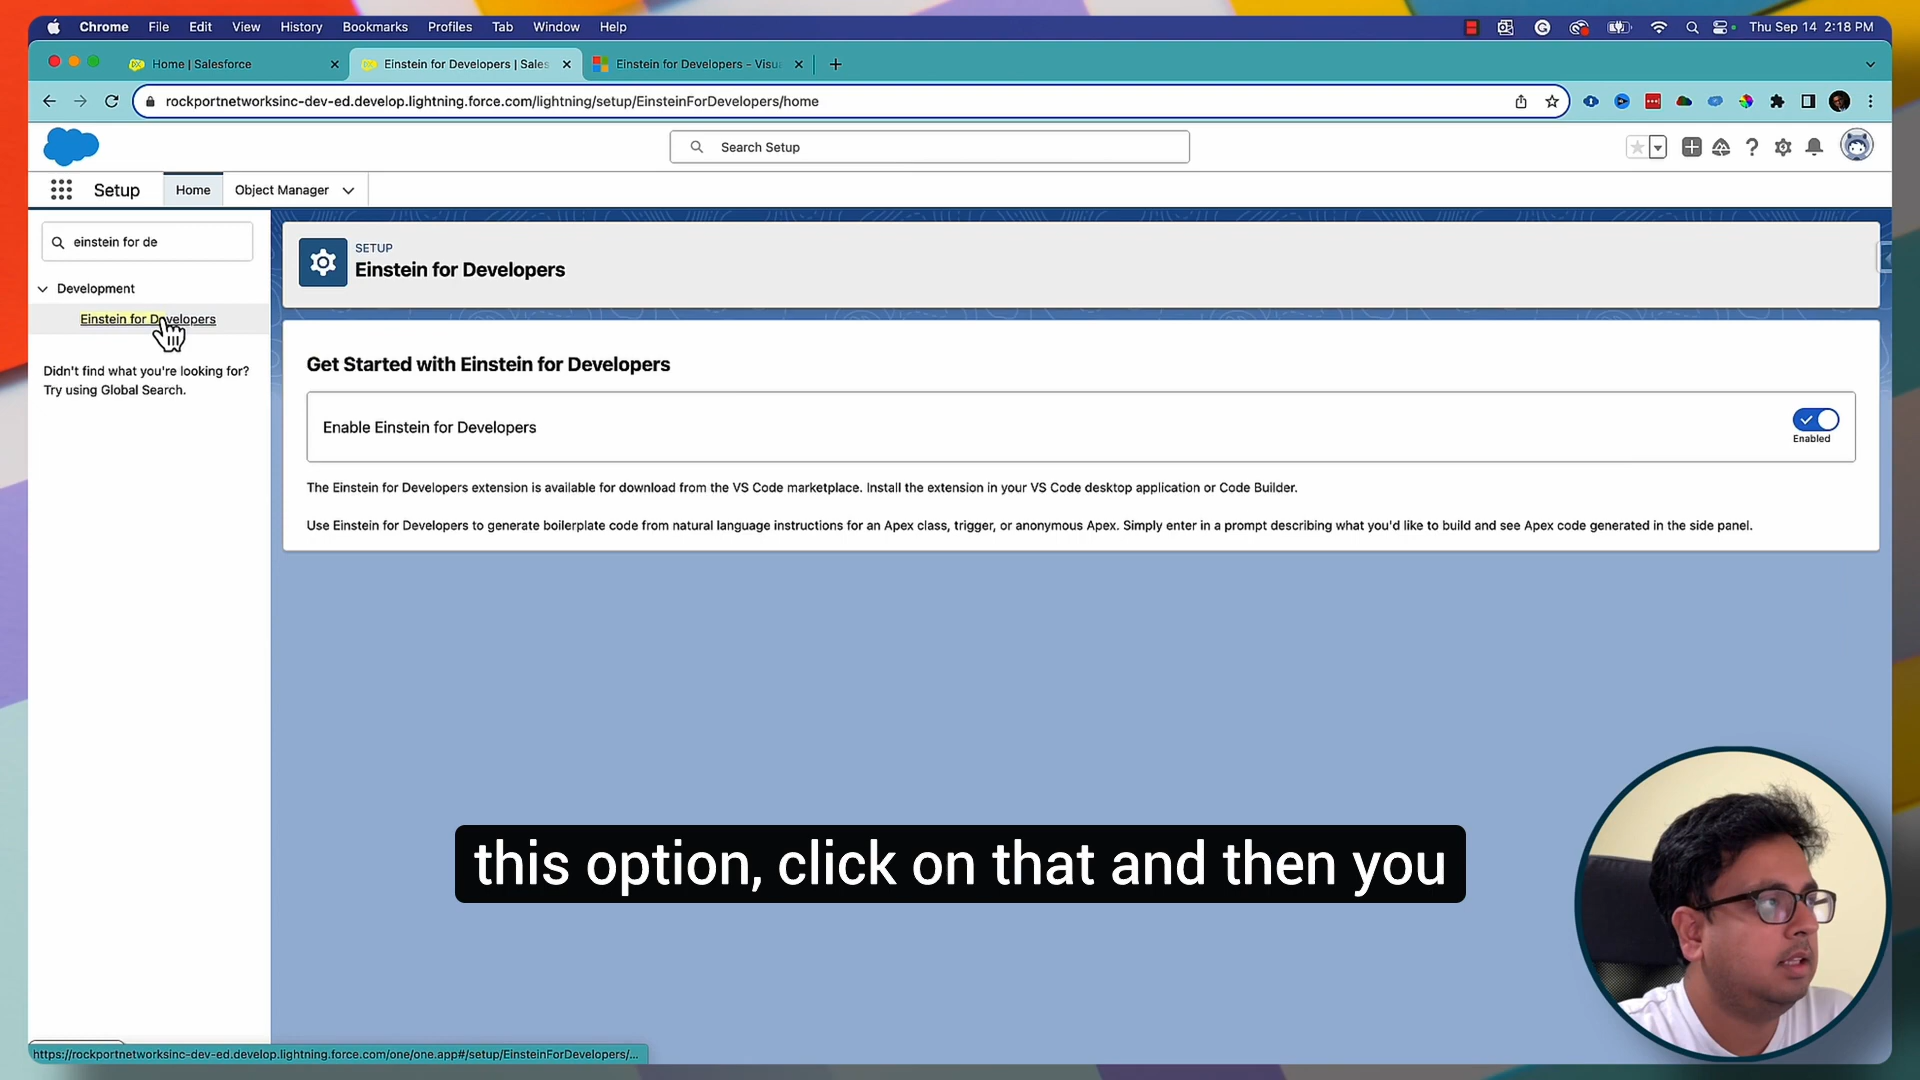 Chrome File Edit View History Bookmarks Profiles Tab Window Help Thu Sep 14 2:18 PM
Home | Salesforce Einstein for Developers | Sales Einstein for Developers - Visu
rockportnetworksinc-dev-ed.develop.lightning.force.com/lightning/setup/EinsteinForDevelopers/home
Search Setup
Setup Home Object Manager
einstein for de
SETUP
Einstein for Developers
Development
Einstein for Developers
Didn't find what you're looking for?
Try using Global Search.
Get Started with Einstein for Developers
Enable Einstein for Developers
Enabled
The Einstein for Developers extension is available for download from the VS Code marketplace. Install the extension in your VS Code desktop application or Code Builder.
Use Einstein for Developers to generate boilerplate code from natural language instructions for an Apex class, trigger, or anonymous Apex. Simply enter in a prompt describing what you'd like to build and see Apex code generated in the side panel.
this option, click on that and then you
https://rockportnetworksinc-dev-ed.develop.lightning.force.com/one/one.app#/setup/EinsteinForDevelopers/...